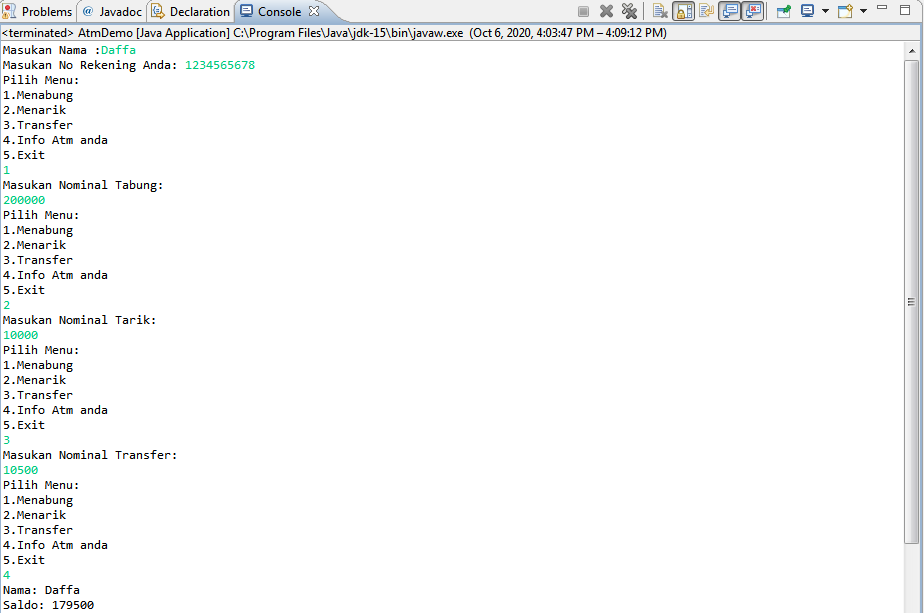 Problems @ Javadoc Declaration Console
<terminated> AtmDemo [Java Application] C:\Program Files\Java\jdk-15\bin\javaw.exe (Oct 6, 2020, 4:03:47 PM – 4:09:12 PM)
Masukan Nama :Daffa
Masukan No Rekening Anda: 1234565678
Pilih Menu:
1.Menabung
2.Menarik
3.Transfer
4.Info Atm anda
5.Exit
1
Masukan Nominal Tabung:
200000
Pilih Menu:
1.Menabung
2.Menarik
3.Transfer
4.Info Atm anda
5.Exit
2
Masukan Nominal Tarik:
10000
Pilih Menu:
1.Menabung
2.Menarik
3.Transfer
4.Info Atm anda
5.Exit
3
Masukan Nominal Transfer:
10500
Pilih Menu:
1.Menabung
2.Menarik
3.Transfer
4.Info Atm anda
5.Exit
4
Nama: Daffa
Saldo: 179500